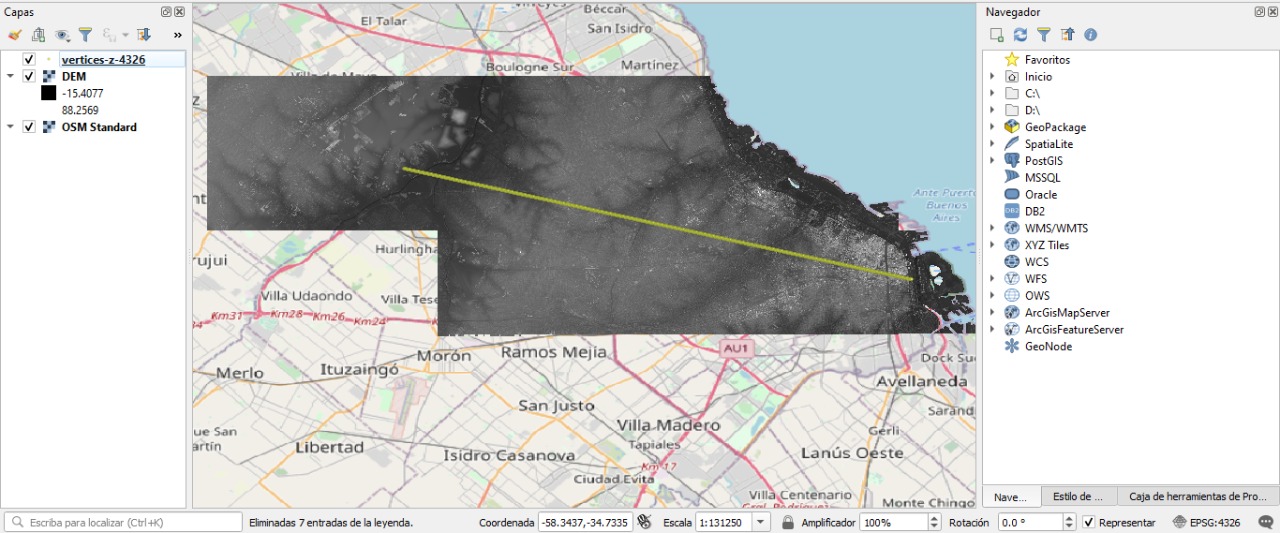 Capas
vertices-z-4326
DEM
-15.4077
88.2569
OSM Standard
El Talar
Béccar
San Isidro
Boulogne Sur
Martínez
Ante Puerto
Buenos
Aires
Hurlingha
rujui
Villa Udaondo
Villa Tese
Km31
Km28
Km26
Km24
Morón
Ramos Mejía
AU1
Merlo
Ituzaingó
Dock Su
Avellaneda
San Justo
Sarand
que San
artín
Libertad
Villa Madero
Tapiales
Gerli
Isidro Casanova
Km 17
Lanús Oeste
Ciudad Evita
Villa Centenario
Gral. Rodríguez
Monte Chingo
Navegador
Favoritos
Inicio
C:\
D:\
GeoPackage
SpatiaLite
PostGIS
MSSQL
Oracle
DB2
WMS/WMTS
XYZ Tiles
WCS
WFS
OWS
ArcGisMapServer
ArcGisFeatureServer
GeoNode
Nave...
Estilo de ...
Caja de herramientas de Pro...
Escriba para localizar (Ctrl+K)
Eliminadas 7 entradas de la leyenda.
Coordenada
-58.3437,-34.7335
Escala
1:131250
Amplificador
100%
Rotación
0.0 °
Representar
EPSG:4326